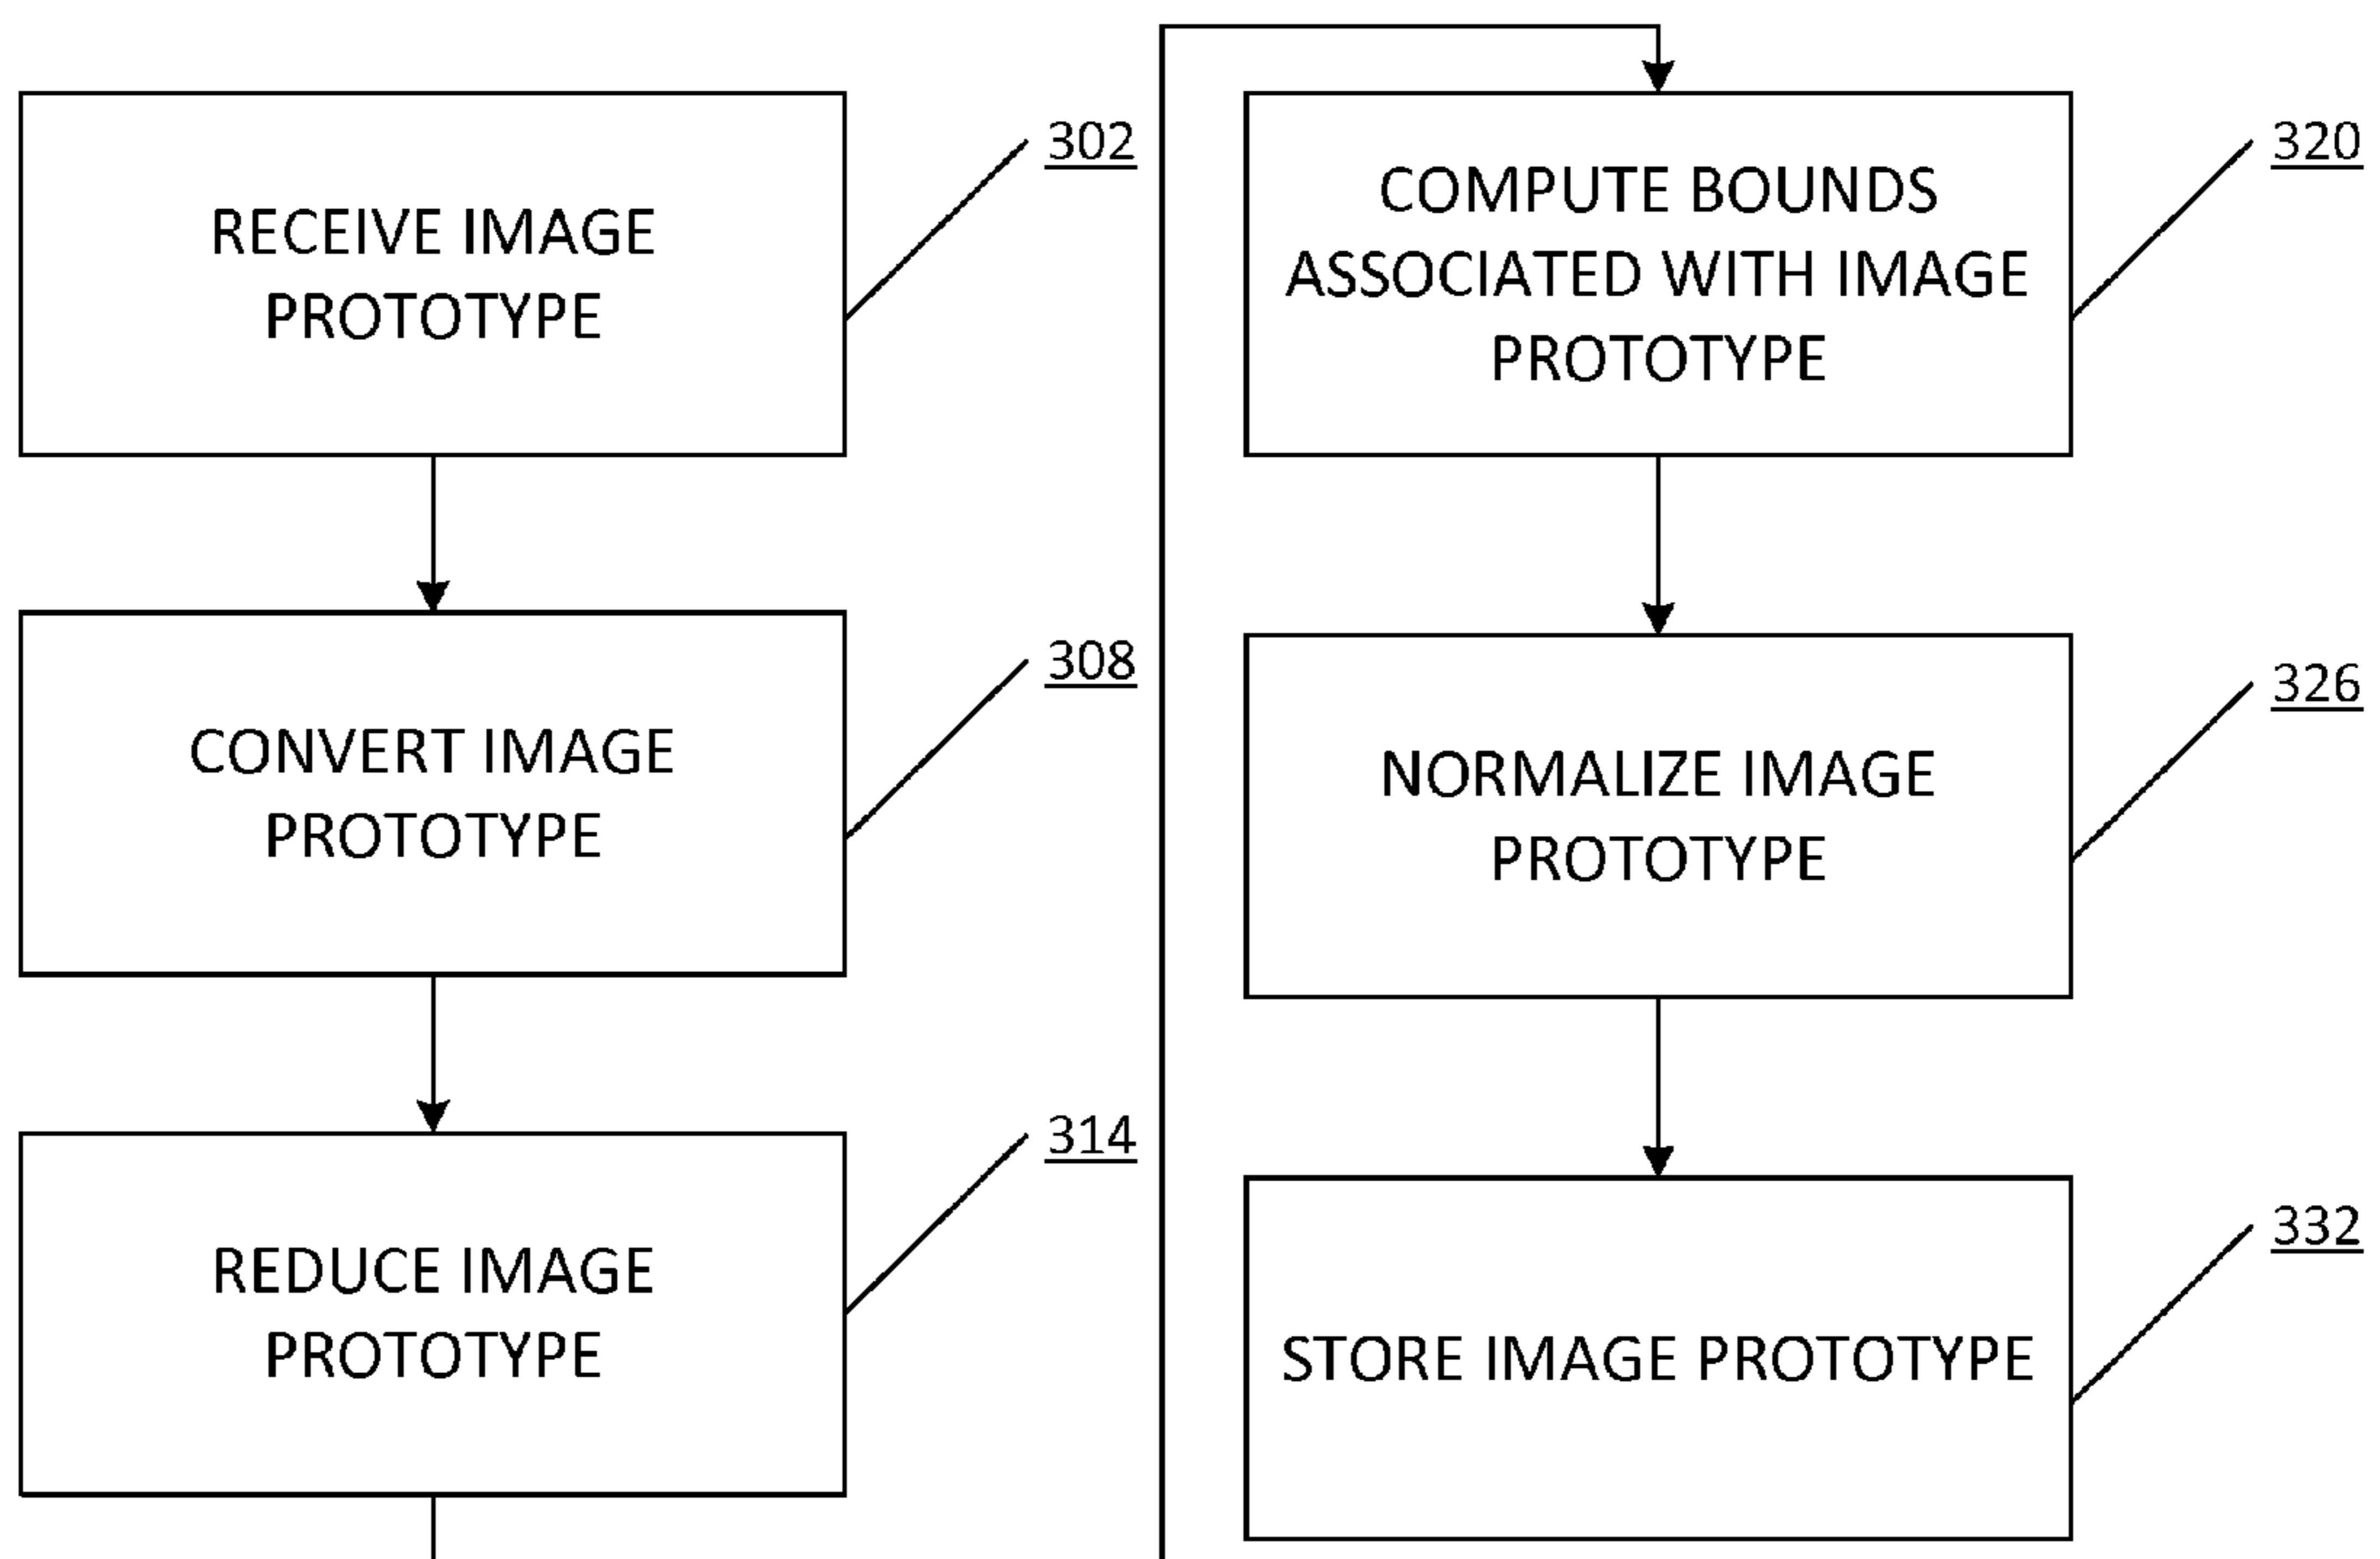 302
RECEIVE IMAGE
PROTOTYPE
308
CONVERT IMAGE
PROTOTYPE
314
REDUCE IMAGE
PROTOTYPE
320
COMPUTE BOUNDS
ASSOCIATED WITH IMAGE
PROTOTYPE
326
NORMALIZE IMAGE
PROTOTYPE
332
STORE IMAGE PROTOTYPE